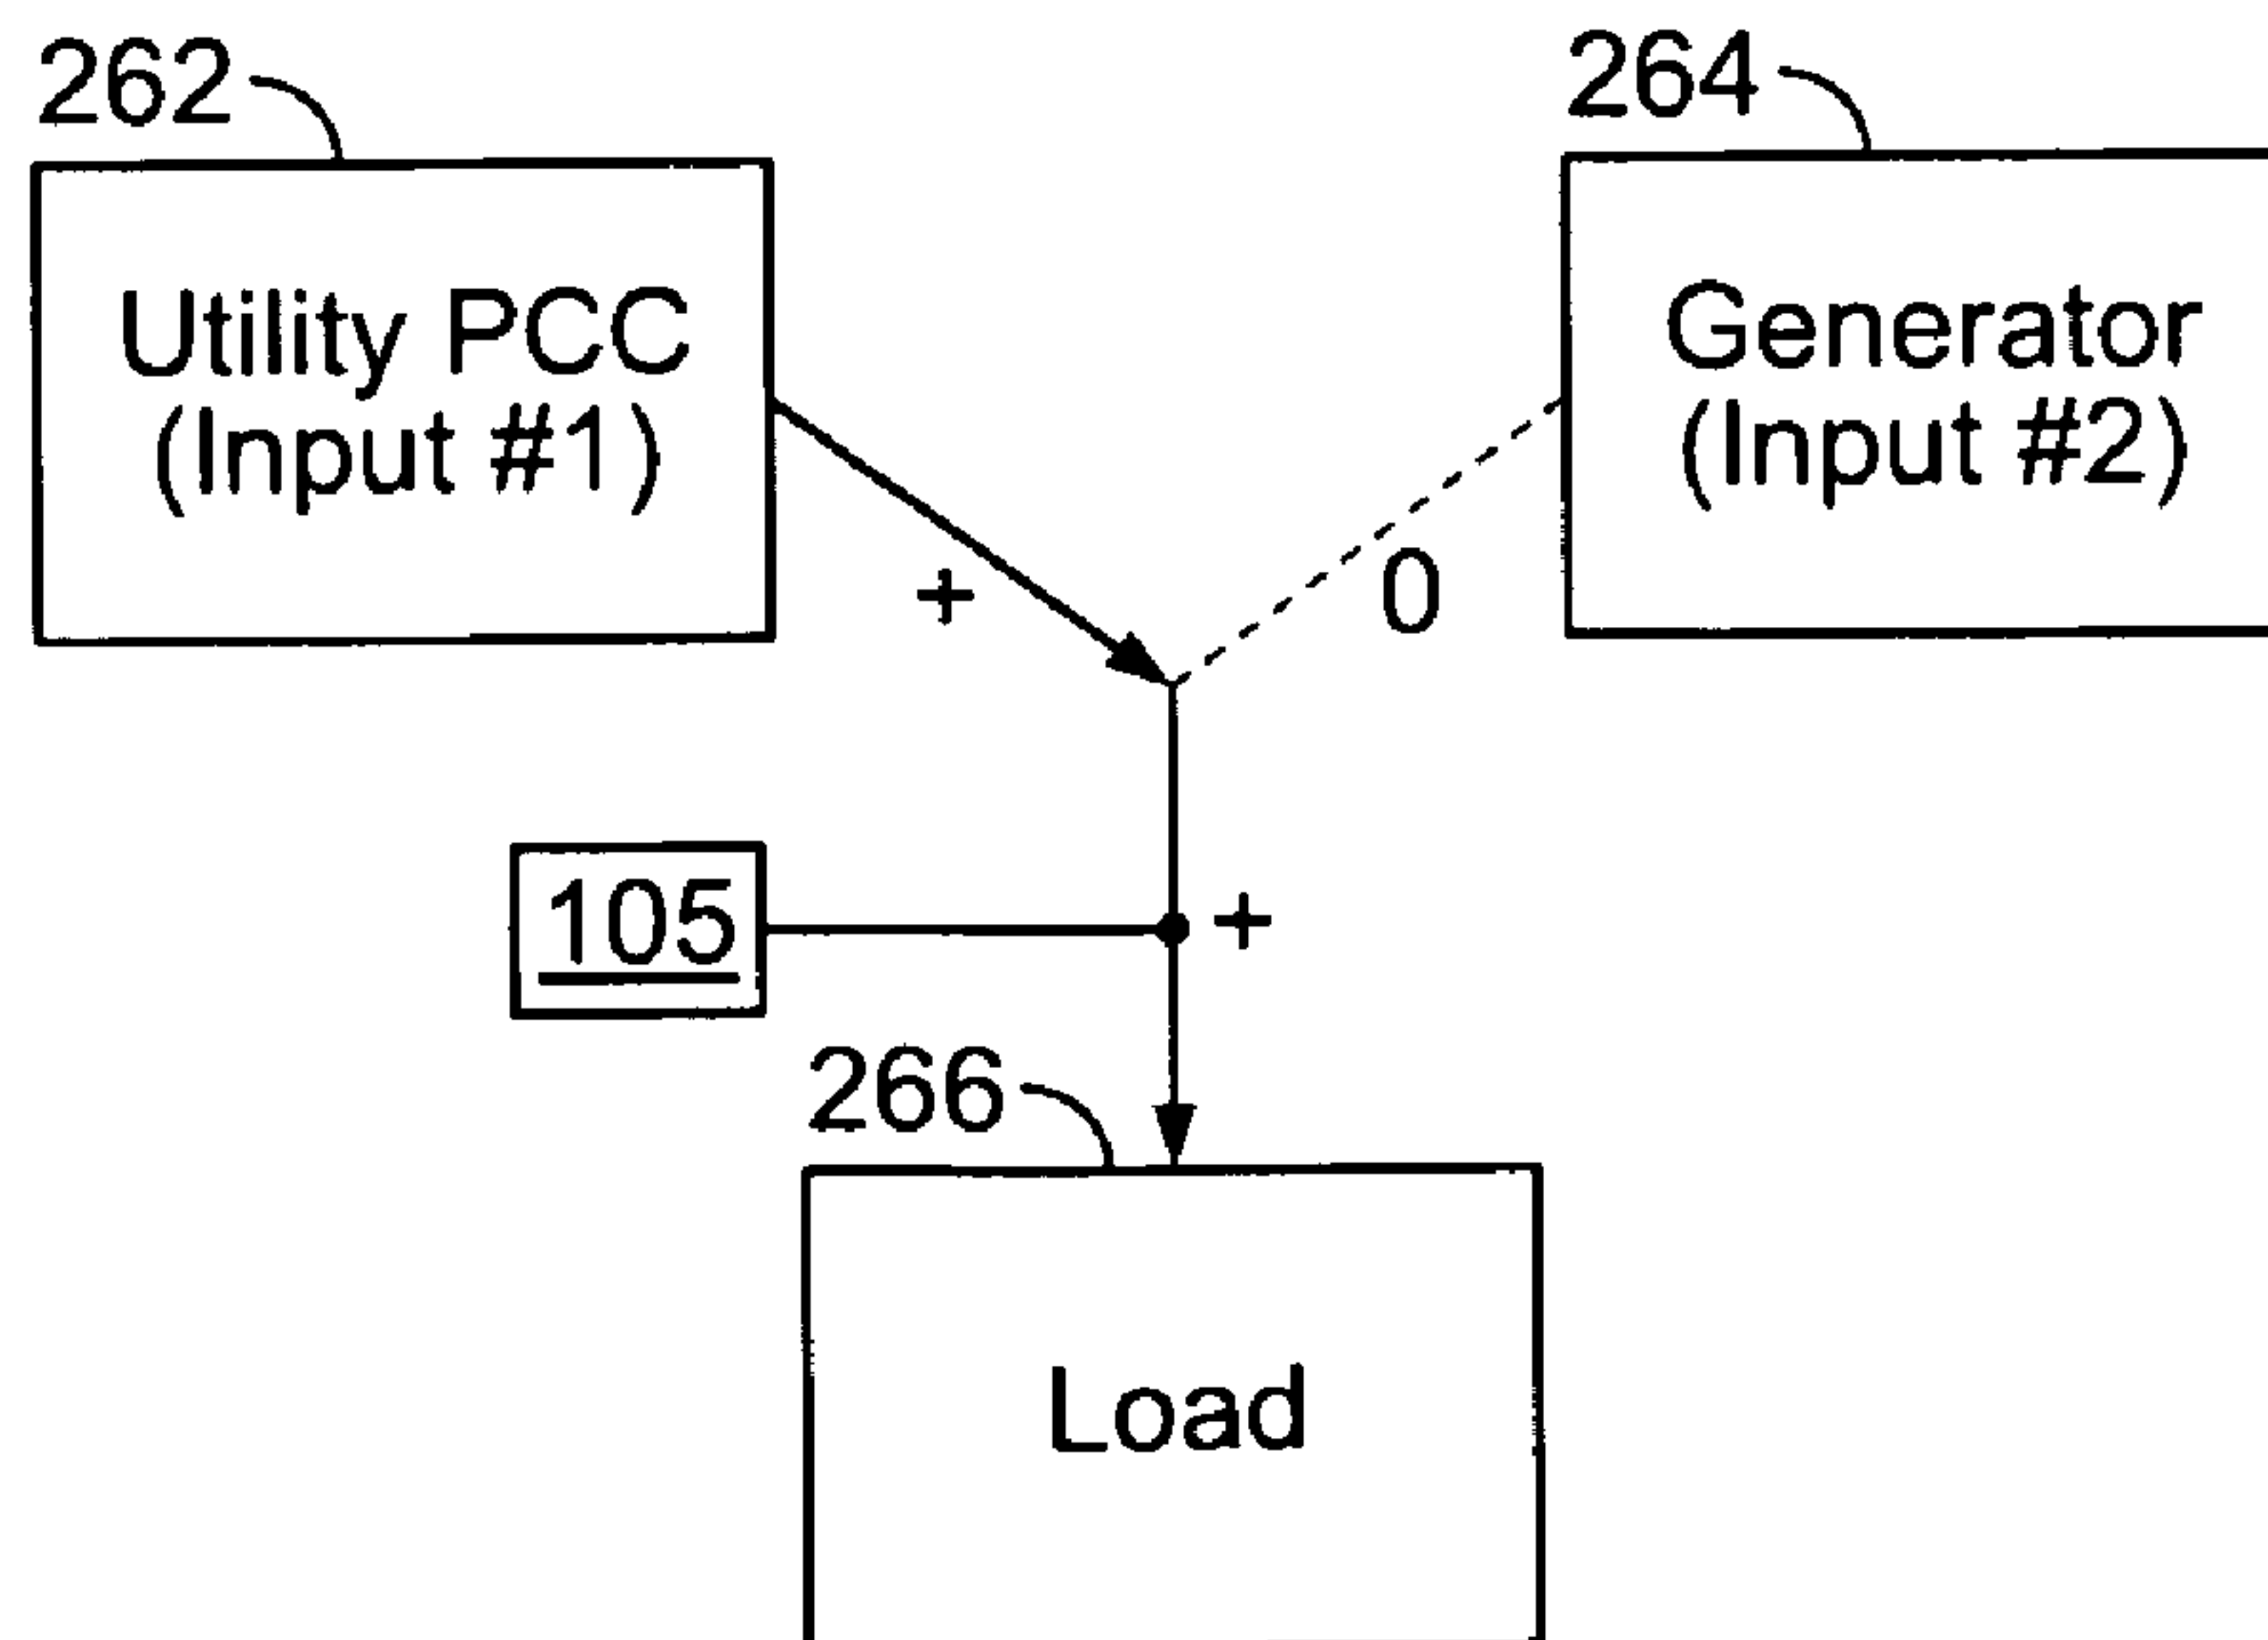 262
264
Utility PCC
(Input #1)
Generator
(Input #2)
+
0
105
+
266
Load